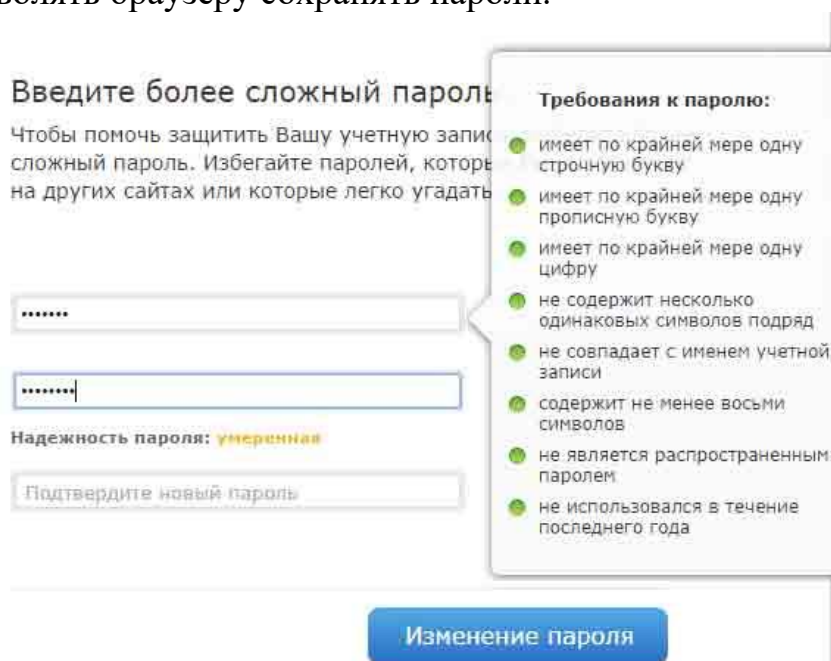 браузеру сохранять пароли.
Введите более сложный пароль
Чтобы помочь защитить Вашу учетную
сложный пароль. Избегайте паролей,
на других сайтах или которые легко угадать
•••••••
••••••••
Надежность пароля: умеренная
Подтвердите новый пароль
Требования к паролю:
имеет по крайней мере одну
строчную букву
имеет по крайней мере одну
прописную букву
имеет по крайней мере одну
цифру
не содержит несколько
одинаковых символов подряд
не совпадает с именем учетной
записи
содержит не менее восьми
символов
не является распространенным
паролем
не использовался в течение
последнего года
Изменение пароля